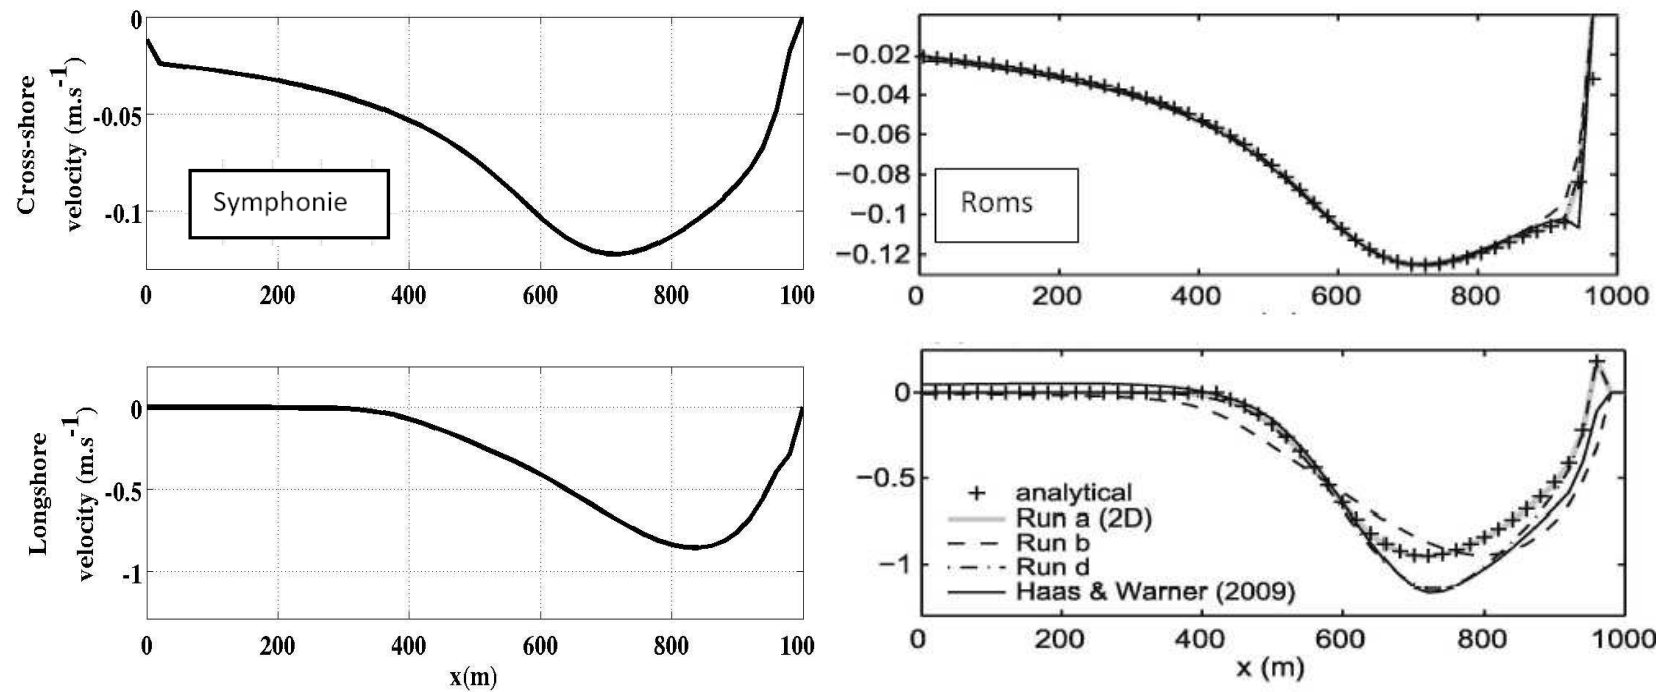 0
-0.05
-0.1
Cross-shore
velocity (m.s-1)
Symphonie
0 200 400 600 800 100
−0.02
−0.04
−0.06
−0.08
−0.1
−0.12
Roms
0 200 400 600 800 1000
0
-0.5
-1
Longshore
velocity (m.s-1)
0 200 400 600 800 100
x(m)
0
−0.5
−1
analytical
Run a (2D)
Run b
Run d
Haas & Warner (2009)
0 200 400 600 800 1000
x (m)